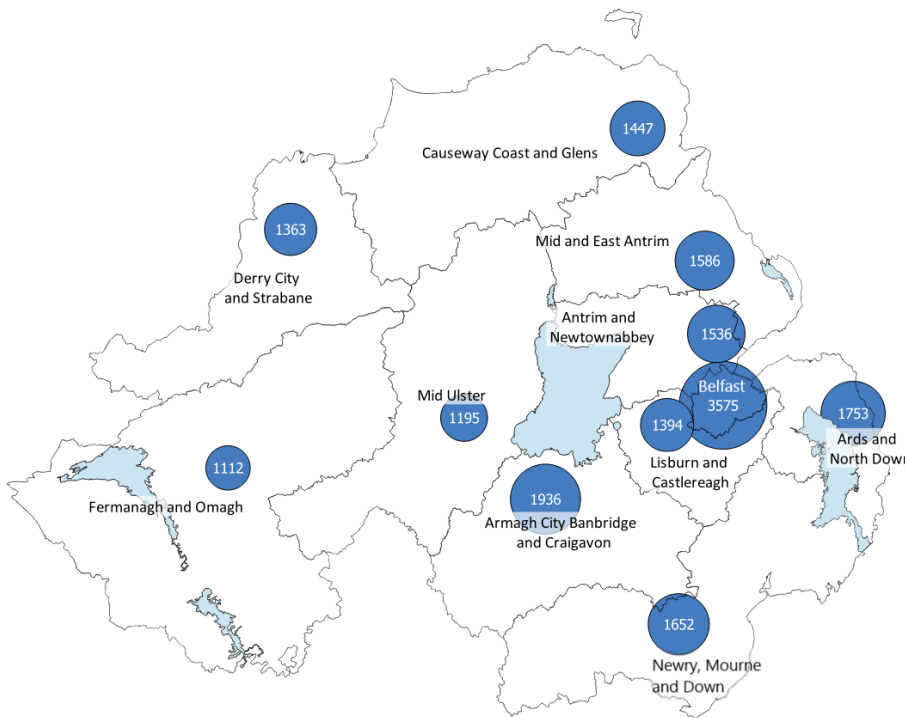 1447
Causeway Coast and Glens
1363
Derry City
and Strabane
Mid and East Antrim
1586
Antrim and
Newtownabbey
1536
Belfast
3575
Mid Ulster
1195
1394
Lisburn and
Castlereagh
1753
Ards and
North Down
1112
Fermanagh and Omagh
1936
Armagh City Banbridge
and Craigavon
1652
Newry, Mourne
and Down